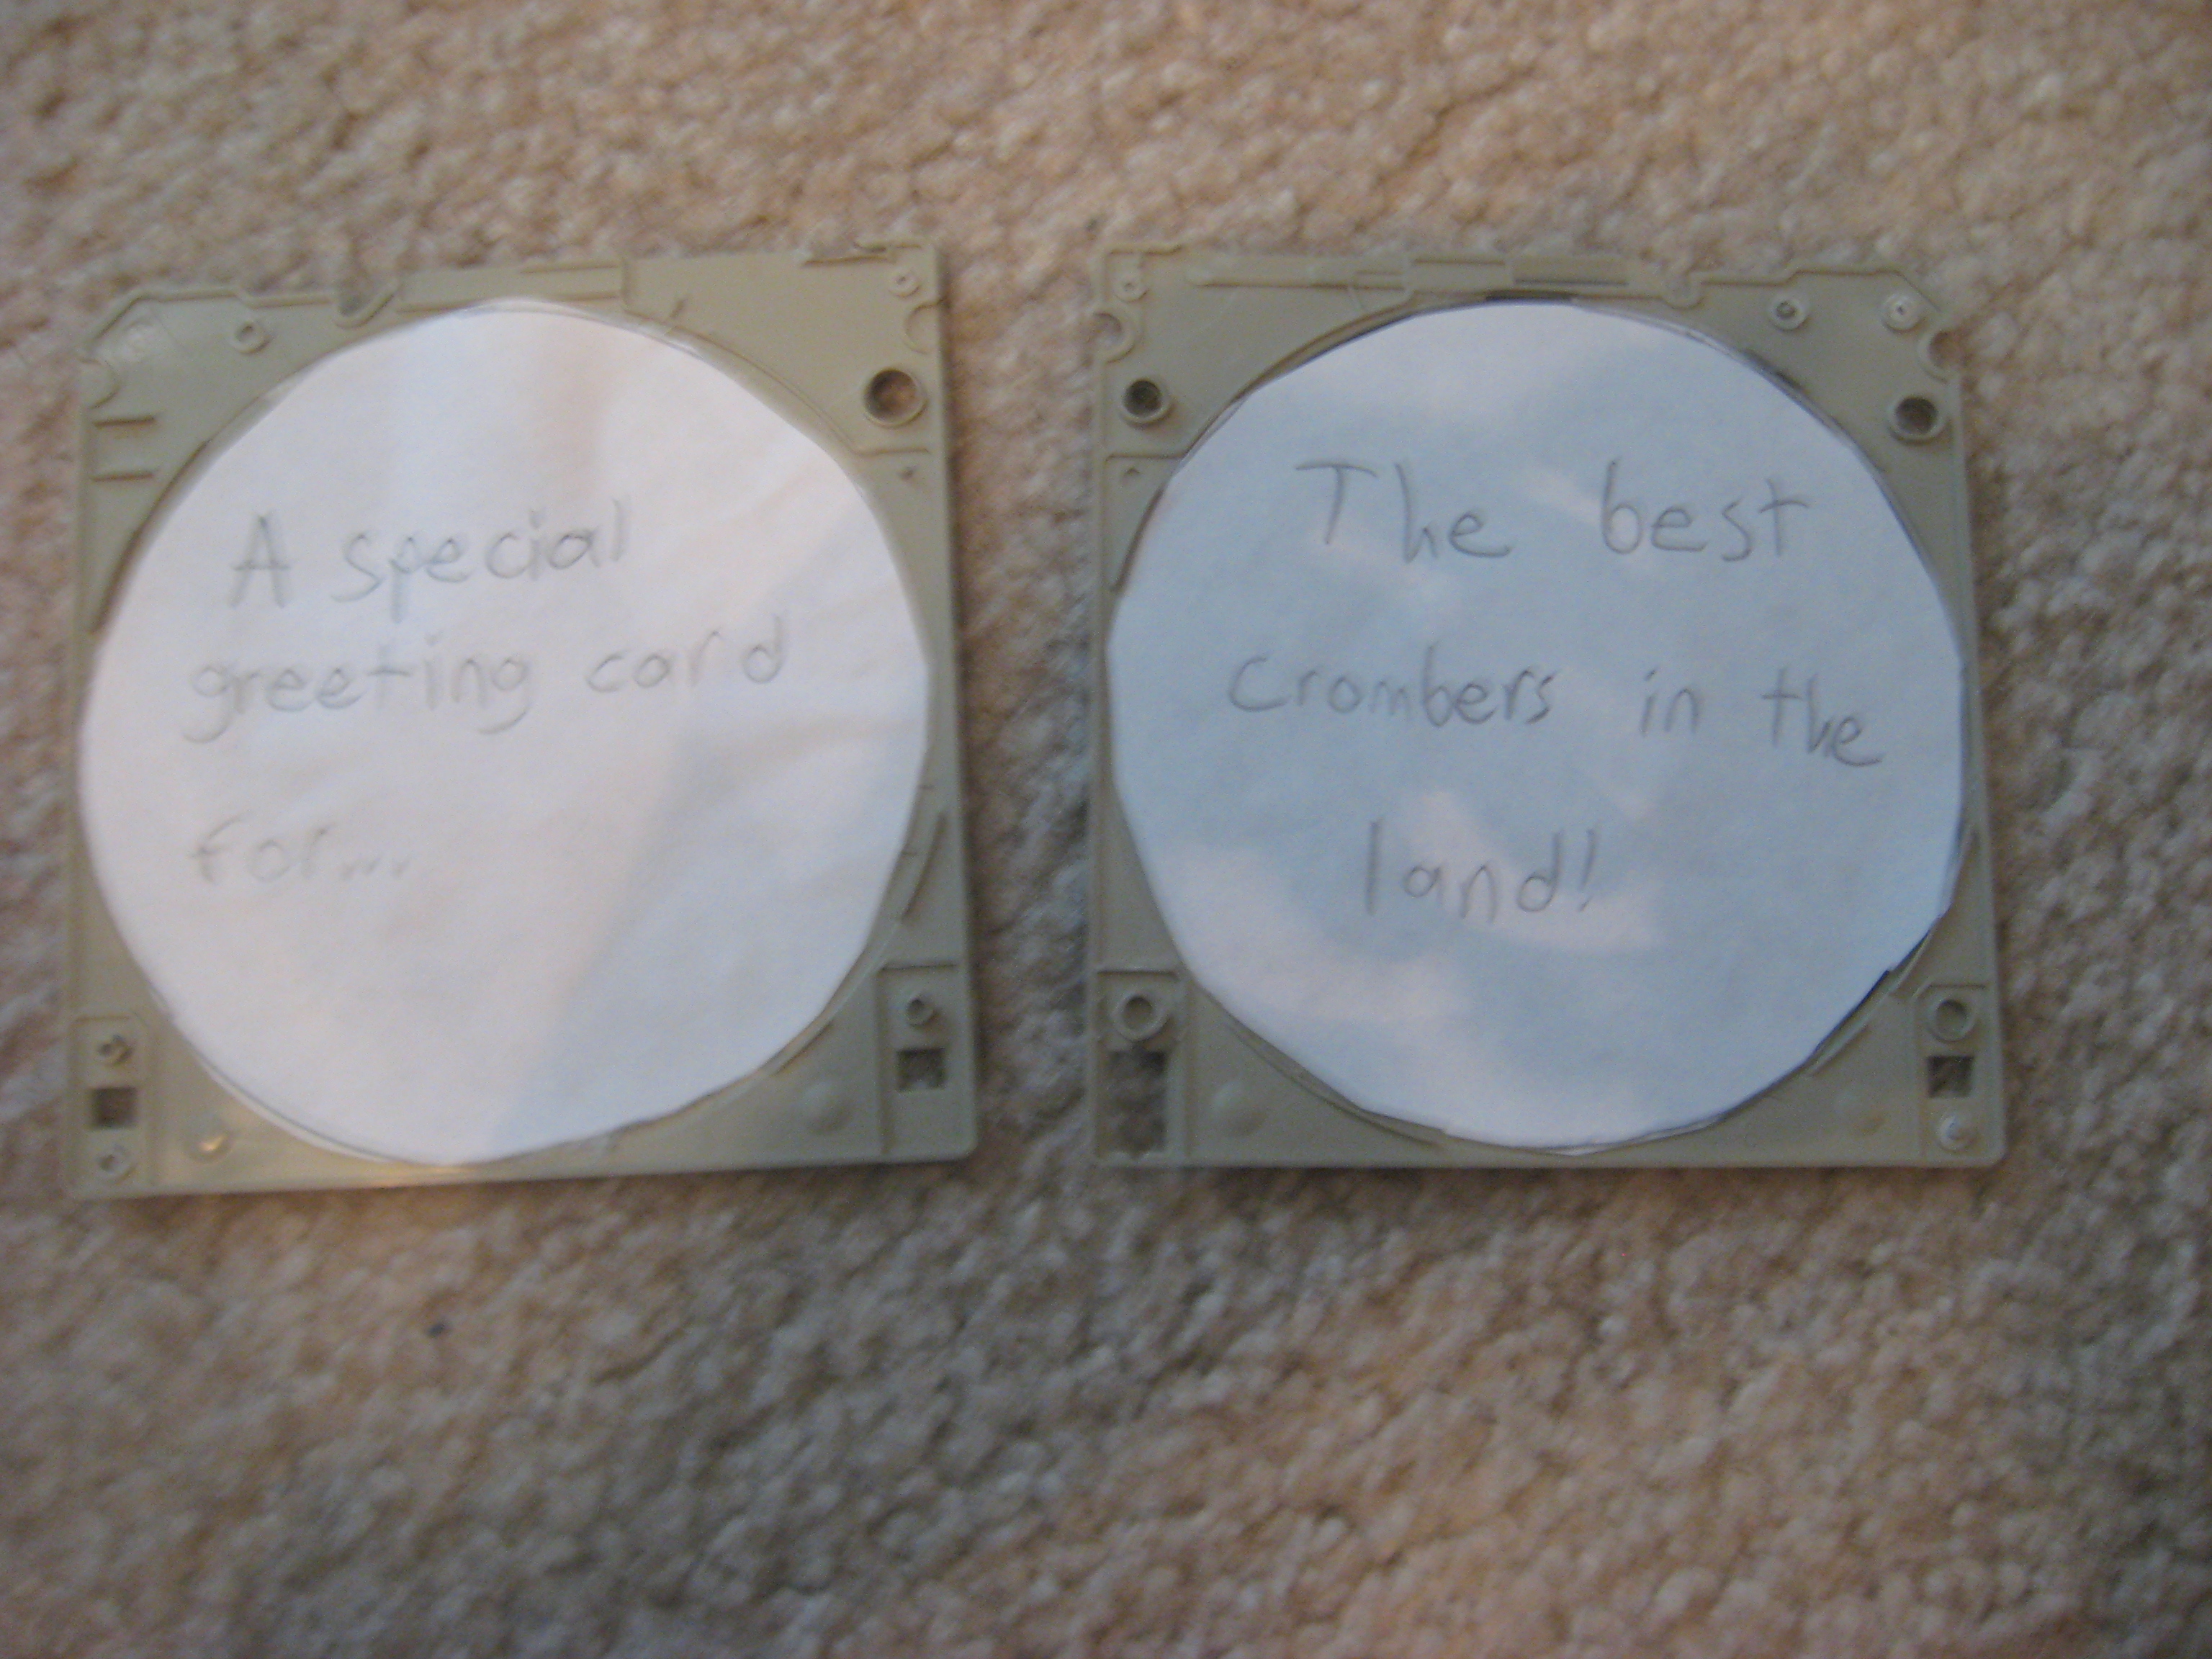 A special
greeting card
for...
The best
crombers in the
land!